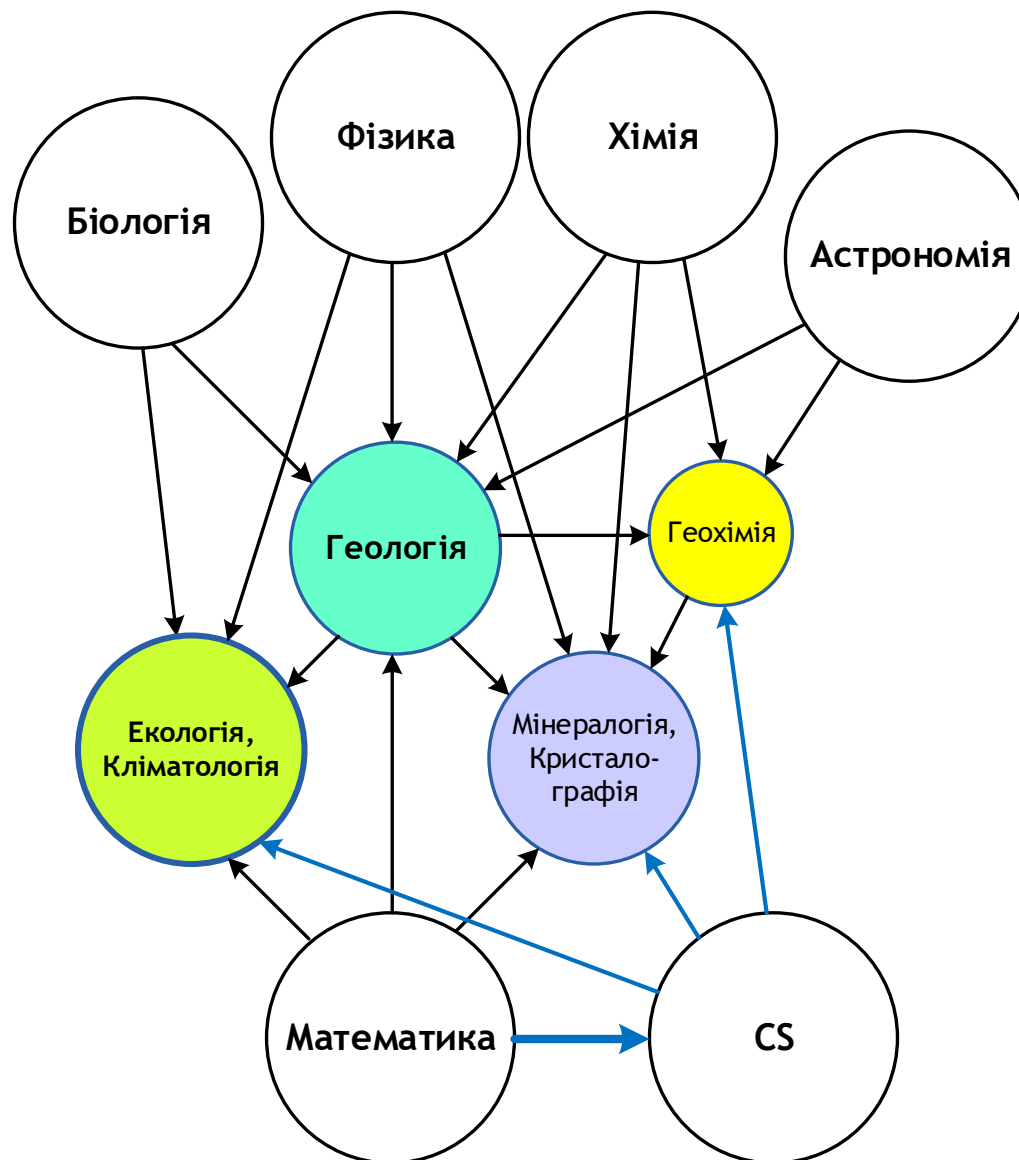 Фізика
Хімія
Біологія
Астрономія
Геологія
Геохімія
Екологія,
Кліматологія
Мінералогія,
Кристало-
графія
Математика
CS